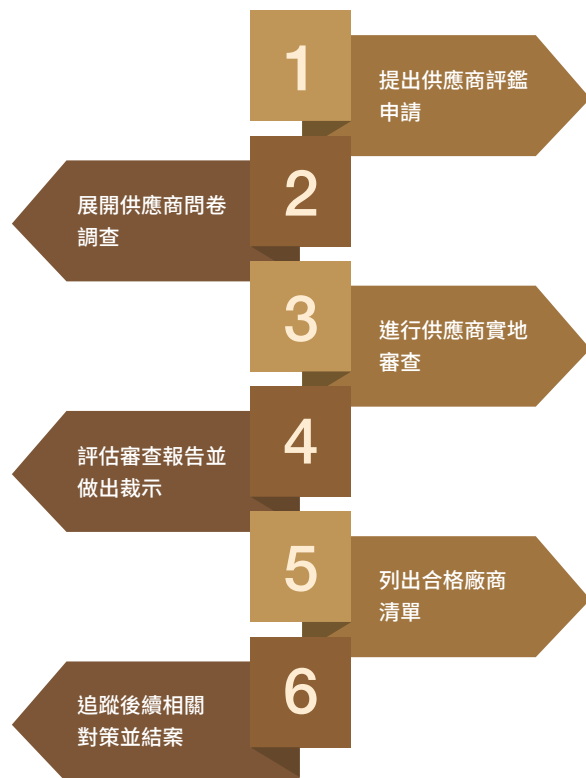 1
提出供應商評鑑
申請
2
展開供應商問卷
調查
3
進行供應商實地
審查
4
評估審查報告並
做出裁示
5
列出合格廠商
清單
6
追蹤後續相關
對策並結案